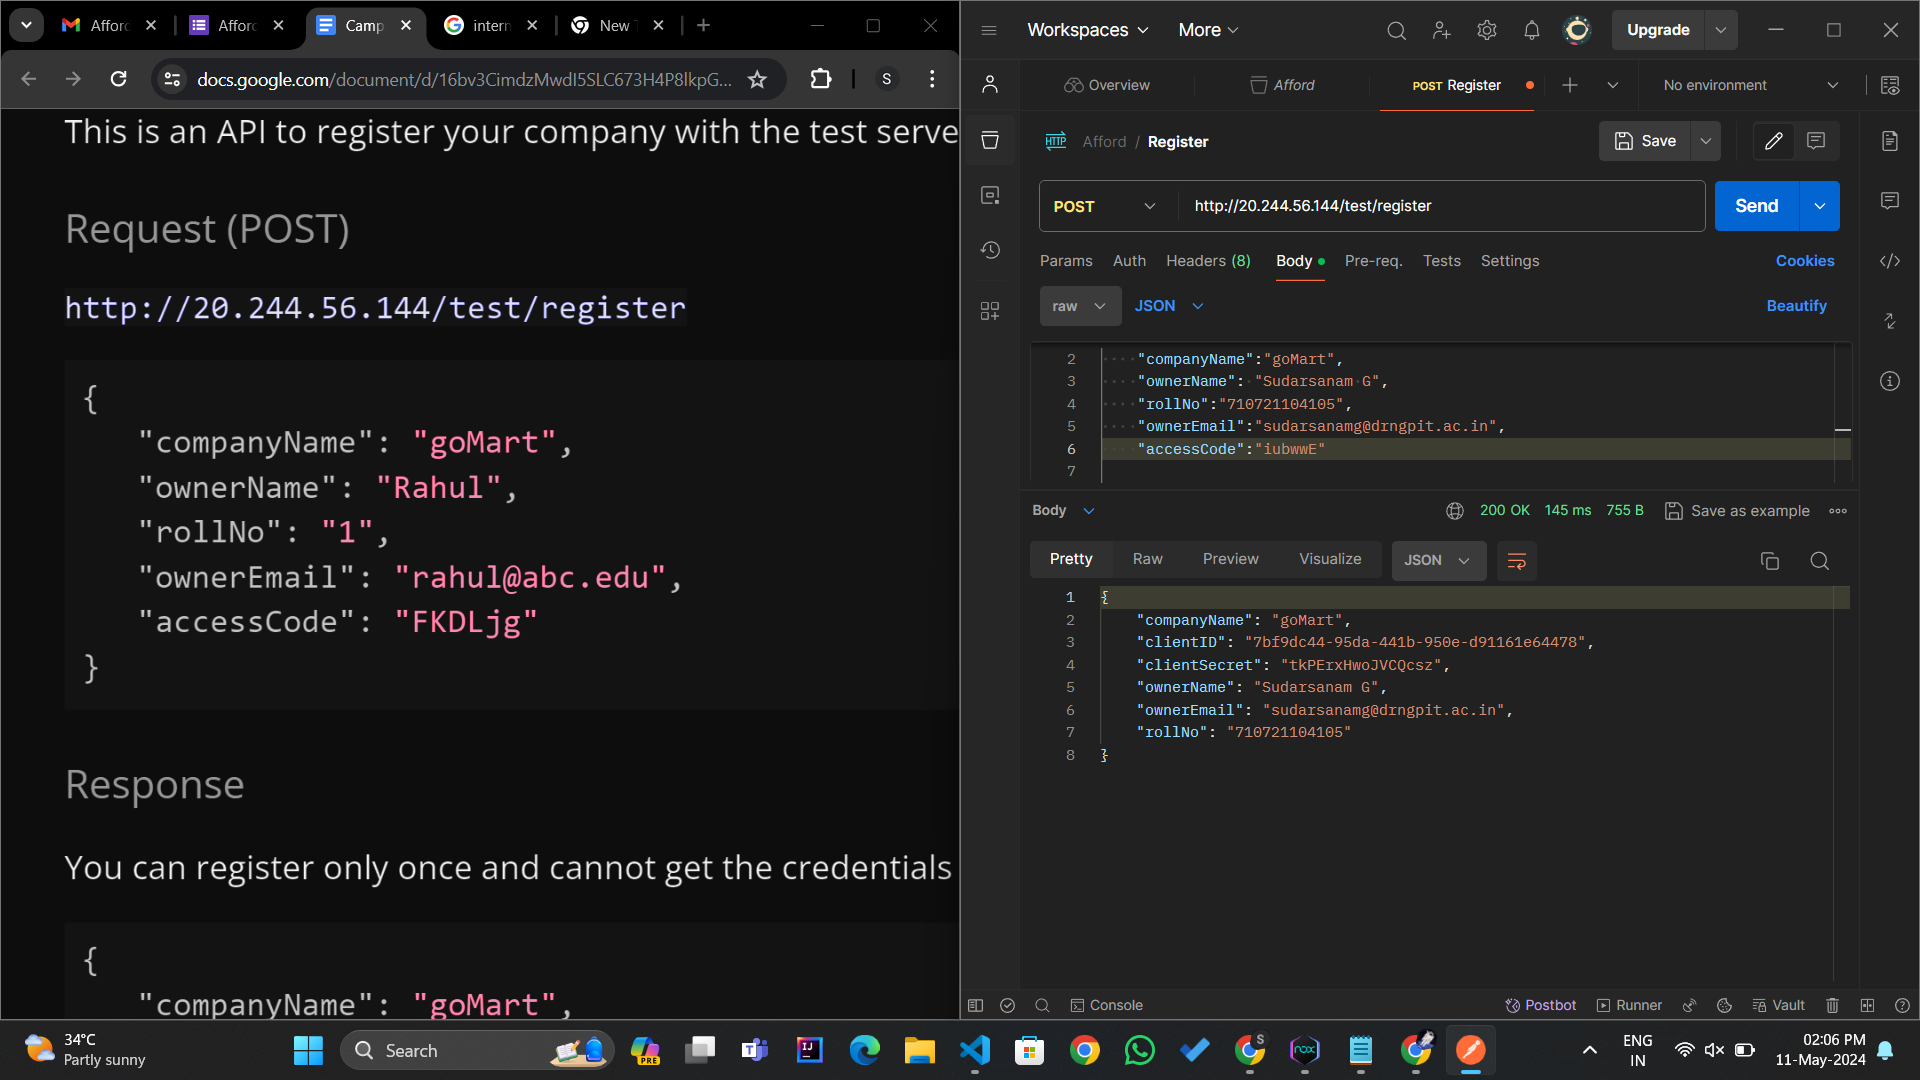 Afford
Afford
Camp
intern
New T
docs.google.com/document/d/16bv3CimdzMwdI5SLC673H4P8lkpG...
S
This is an API to register your company with the test serve
Request (POST)
http://20.244.56.144/test/register
{
"companyName": "goMart",
"ownerName": "Rahul",
"rollNo": "1",
"ownerEmail": "rahul@abc.edu",
"accessCode": "FKDLjg"
}
Response
You can register only once and cannot get the credentials
{
"companyName": "goMart",
Workspaces
More
Upgrade
Overview
Afford
POST Register
No environment
HTTP Afford / Register
Save
POST
http://20.244.56.144/test/register
Send
Params Auth Headers (8) Body Pre-req. Tests Settings
Cookies
raw JSON
Beautify
2 "companyName":"goMart",
3 "ownerName": "Sudarsanam G",
4 "rollNo":"710721104105",
5 "ownerEmail":"sudarsanamg@drngpit.ac.in",
6 "accessCode":"iubwwE"
7
Body
200 OK 145 ms 755 B Save as example
Pretty Raw Preview Visualize JSON
1 {
2 "companyName": "goMart",
3 "clientID": "7bf9dc44-95da-441b-950e-d91161e64478",
4 "clientSecret": "tkPErxHwoJVCQcsz",
5 "ownerName": "Sudarsanam G",
6 "ownerEmail": "sudarsanamg@drngpit.ac.in",
7 "rollNo": "710721104105"
8 }
Console
Postbot Runner Vault
34°C
Partly sunny
Search
PRE
S
ENG
IN
02:06 PM
11-May-2024